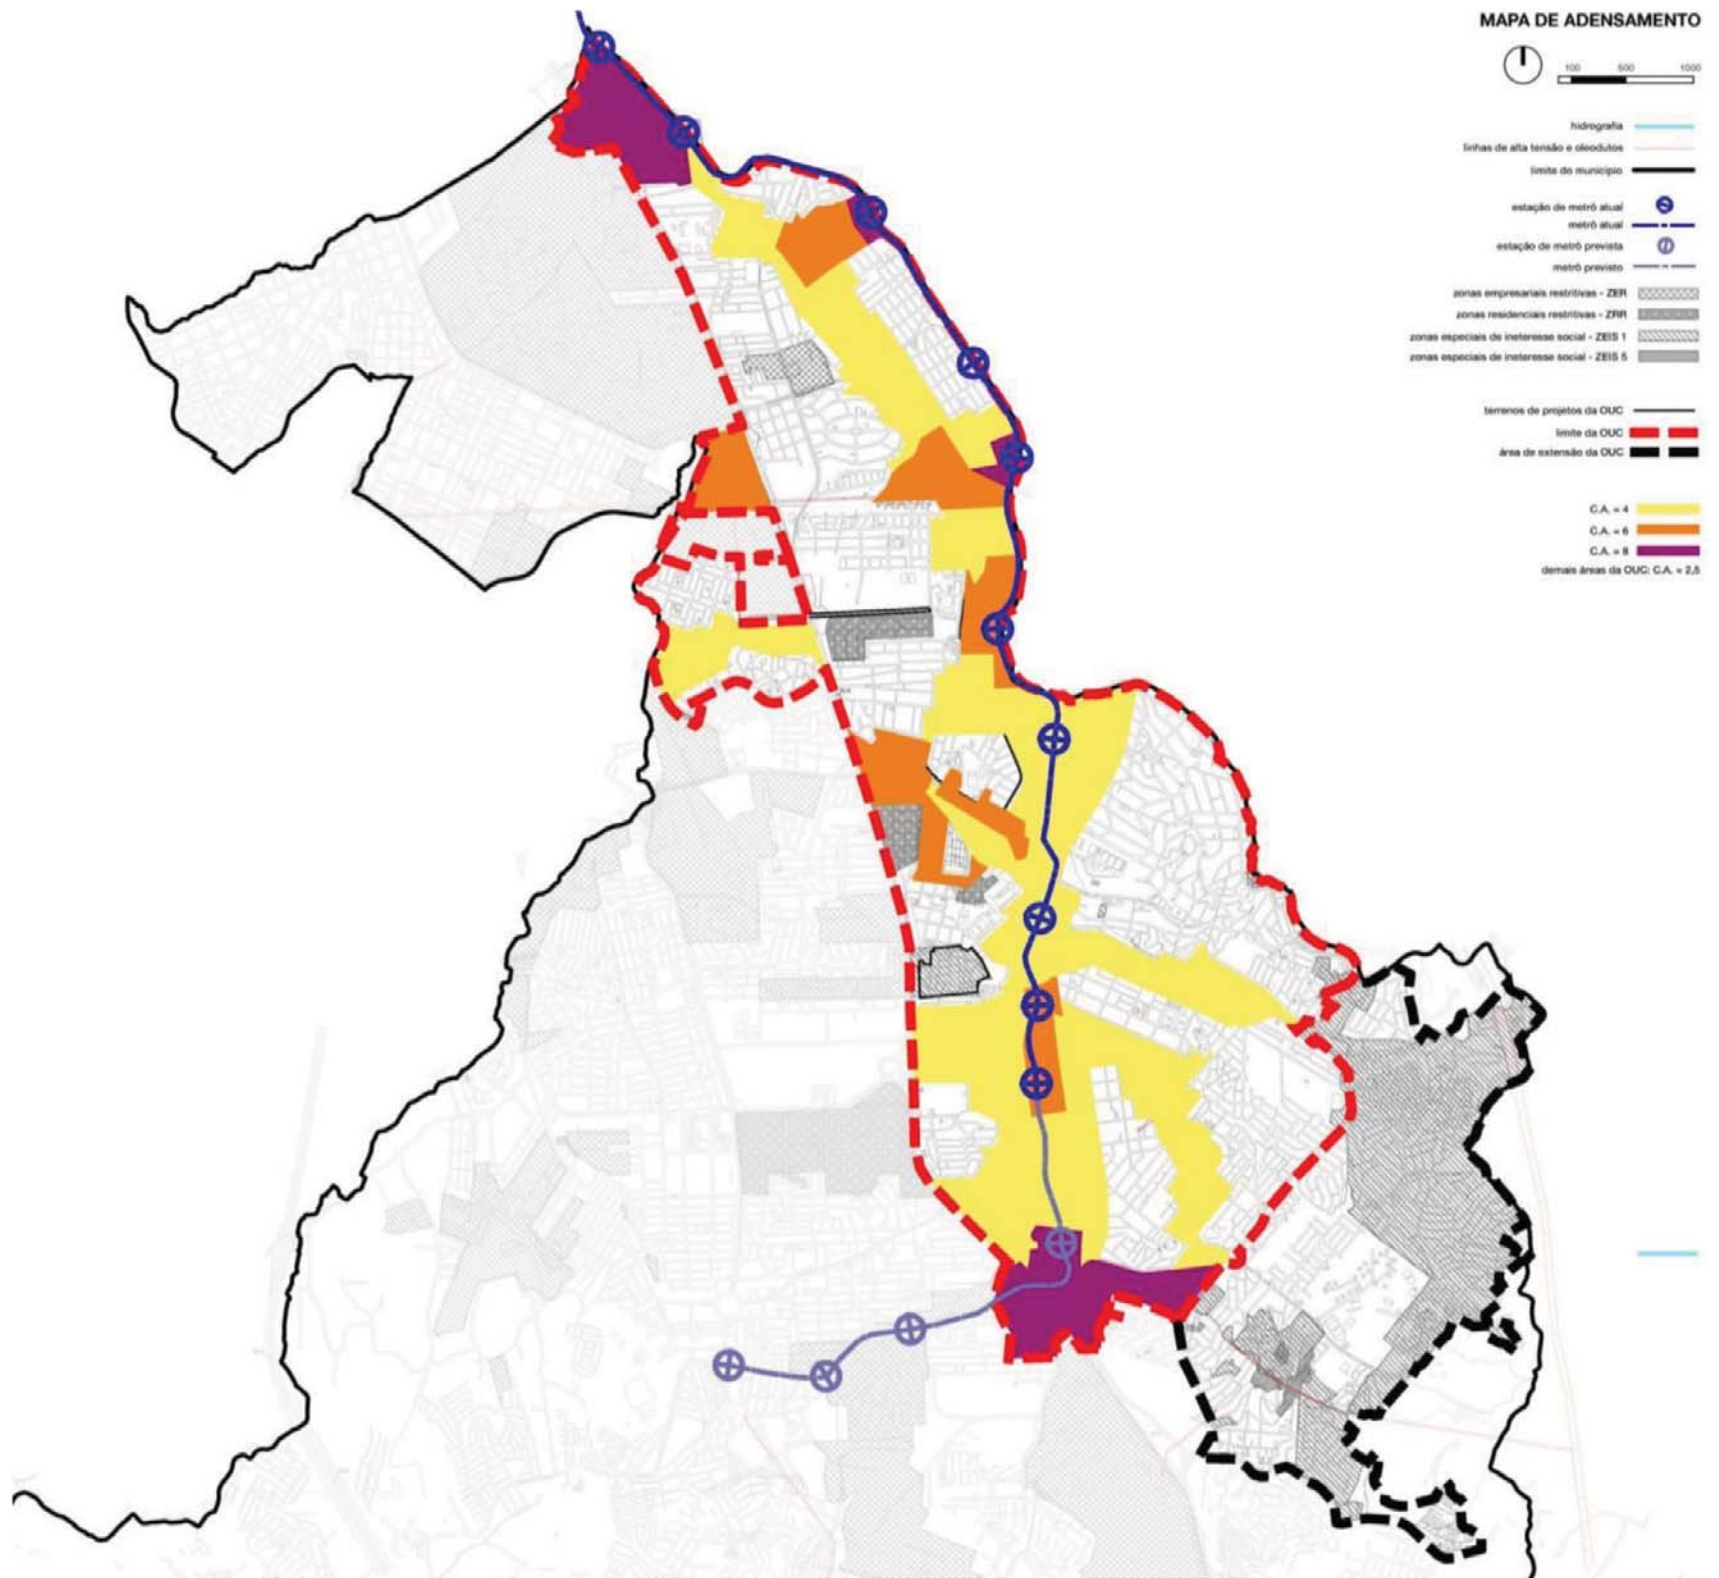 MAPA DE ADENSAMENTO
100 500 1000
hidrografia
linhas de alta tensão e oleodutos
limite do município
estação de metrô atual
metrô atual
estação de metrô prevista
metrô previsto
zonas empresariais restritivas - ZER
zonas residenciais restritivas - ZRR
zonas especiais de ineteresse social - ZEIS 1
zonas especiais de ineteresse social - ZEIS 5
terrenos de projetos da OUC
limite da OUC
área de extensão da OUC
C.A. = 4
C.A. = 6
C.A. = 8
demais áreas da OUC: C.A. = 2,5